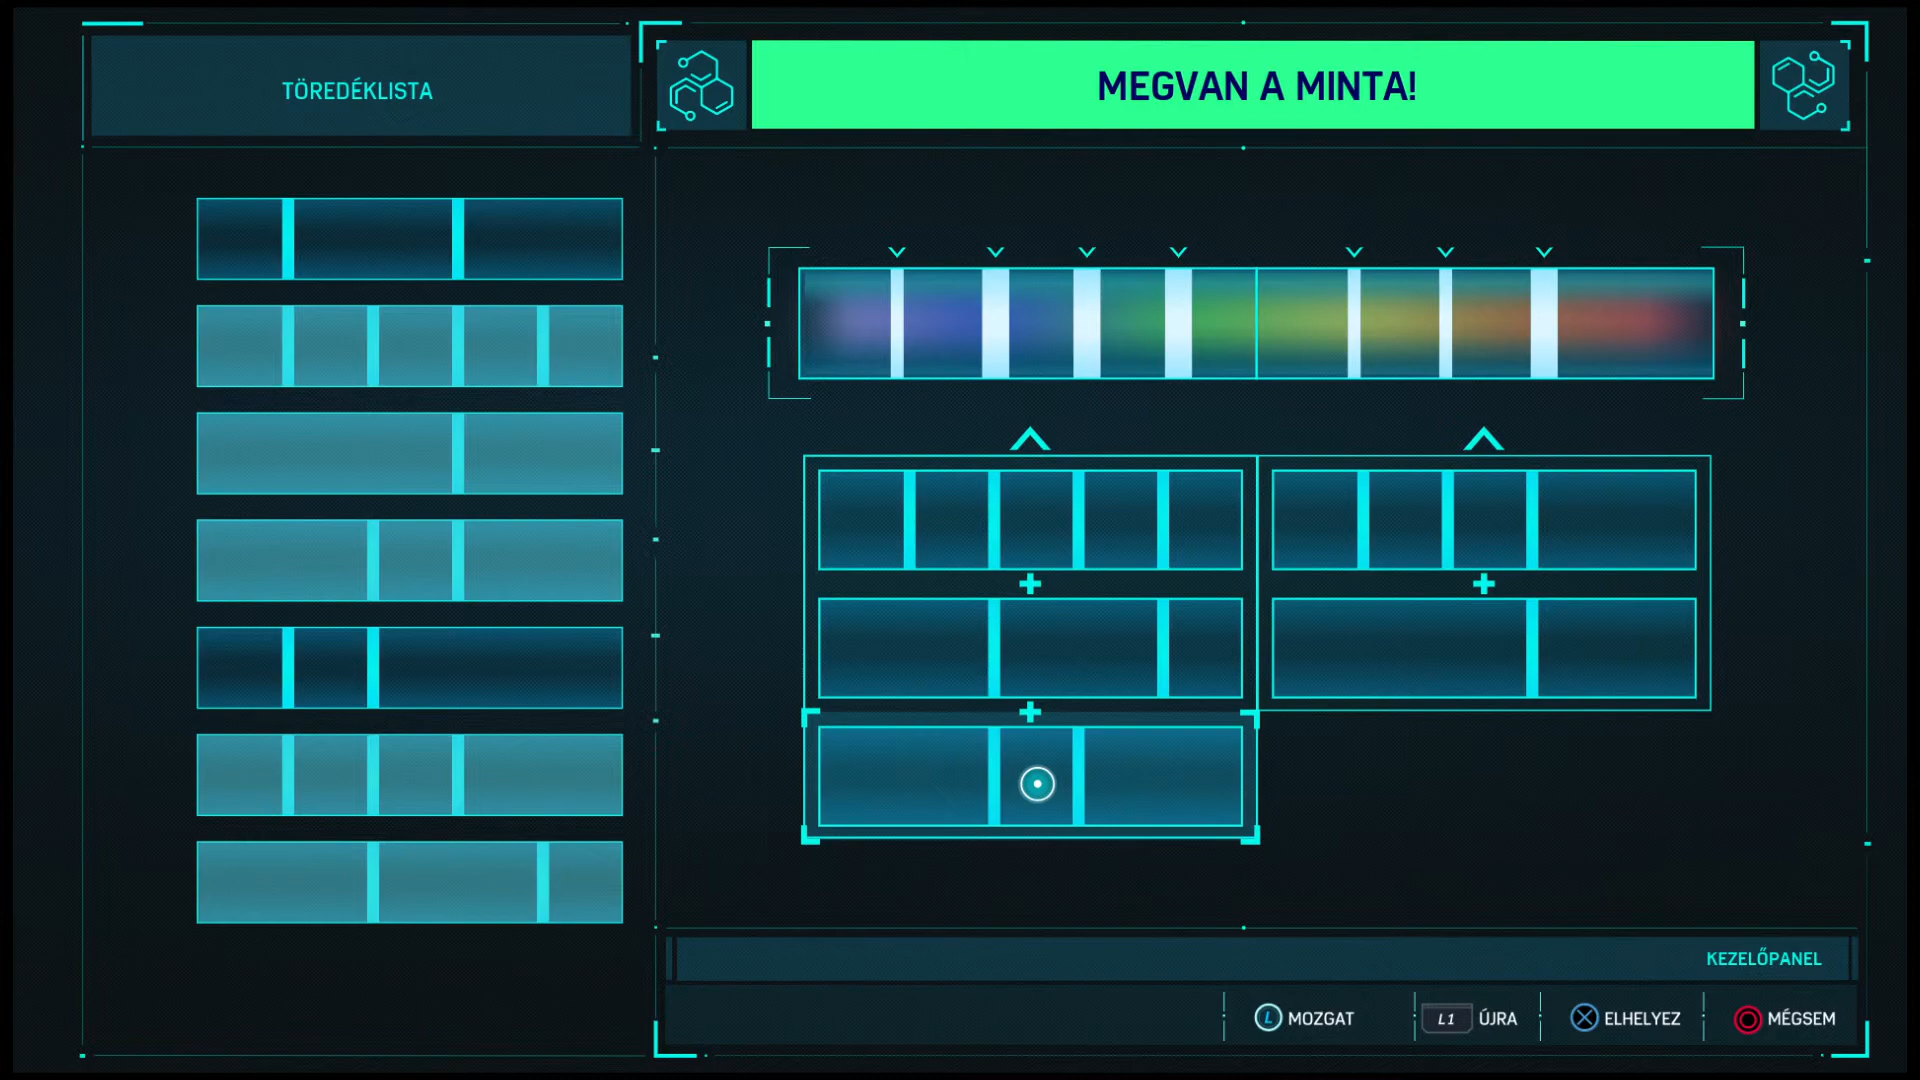 TÖREDÉKLISTA
MEGVAN A MINTA!
KEZELŐPANEL
L MOZGAT
L1 ÚJRA
ELHELYEZ
MÉGSEM